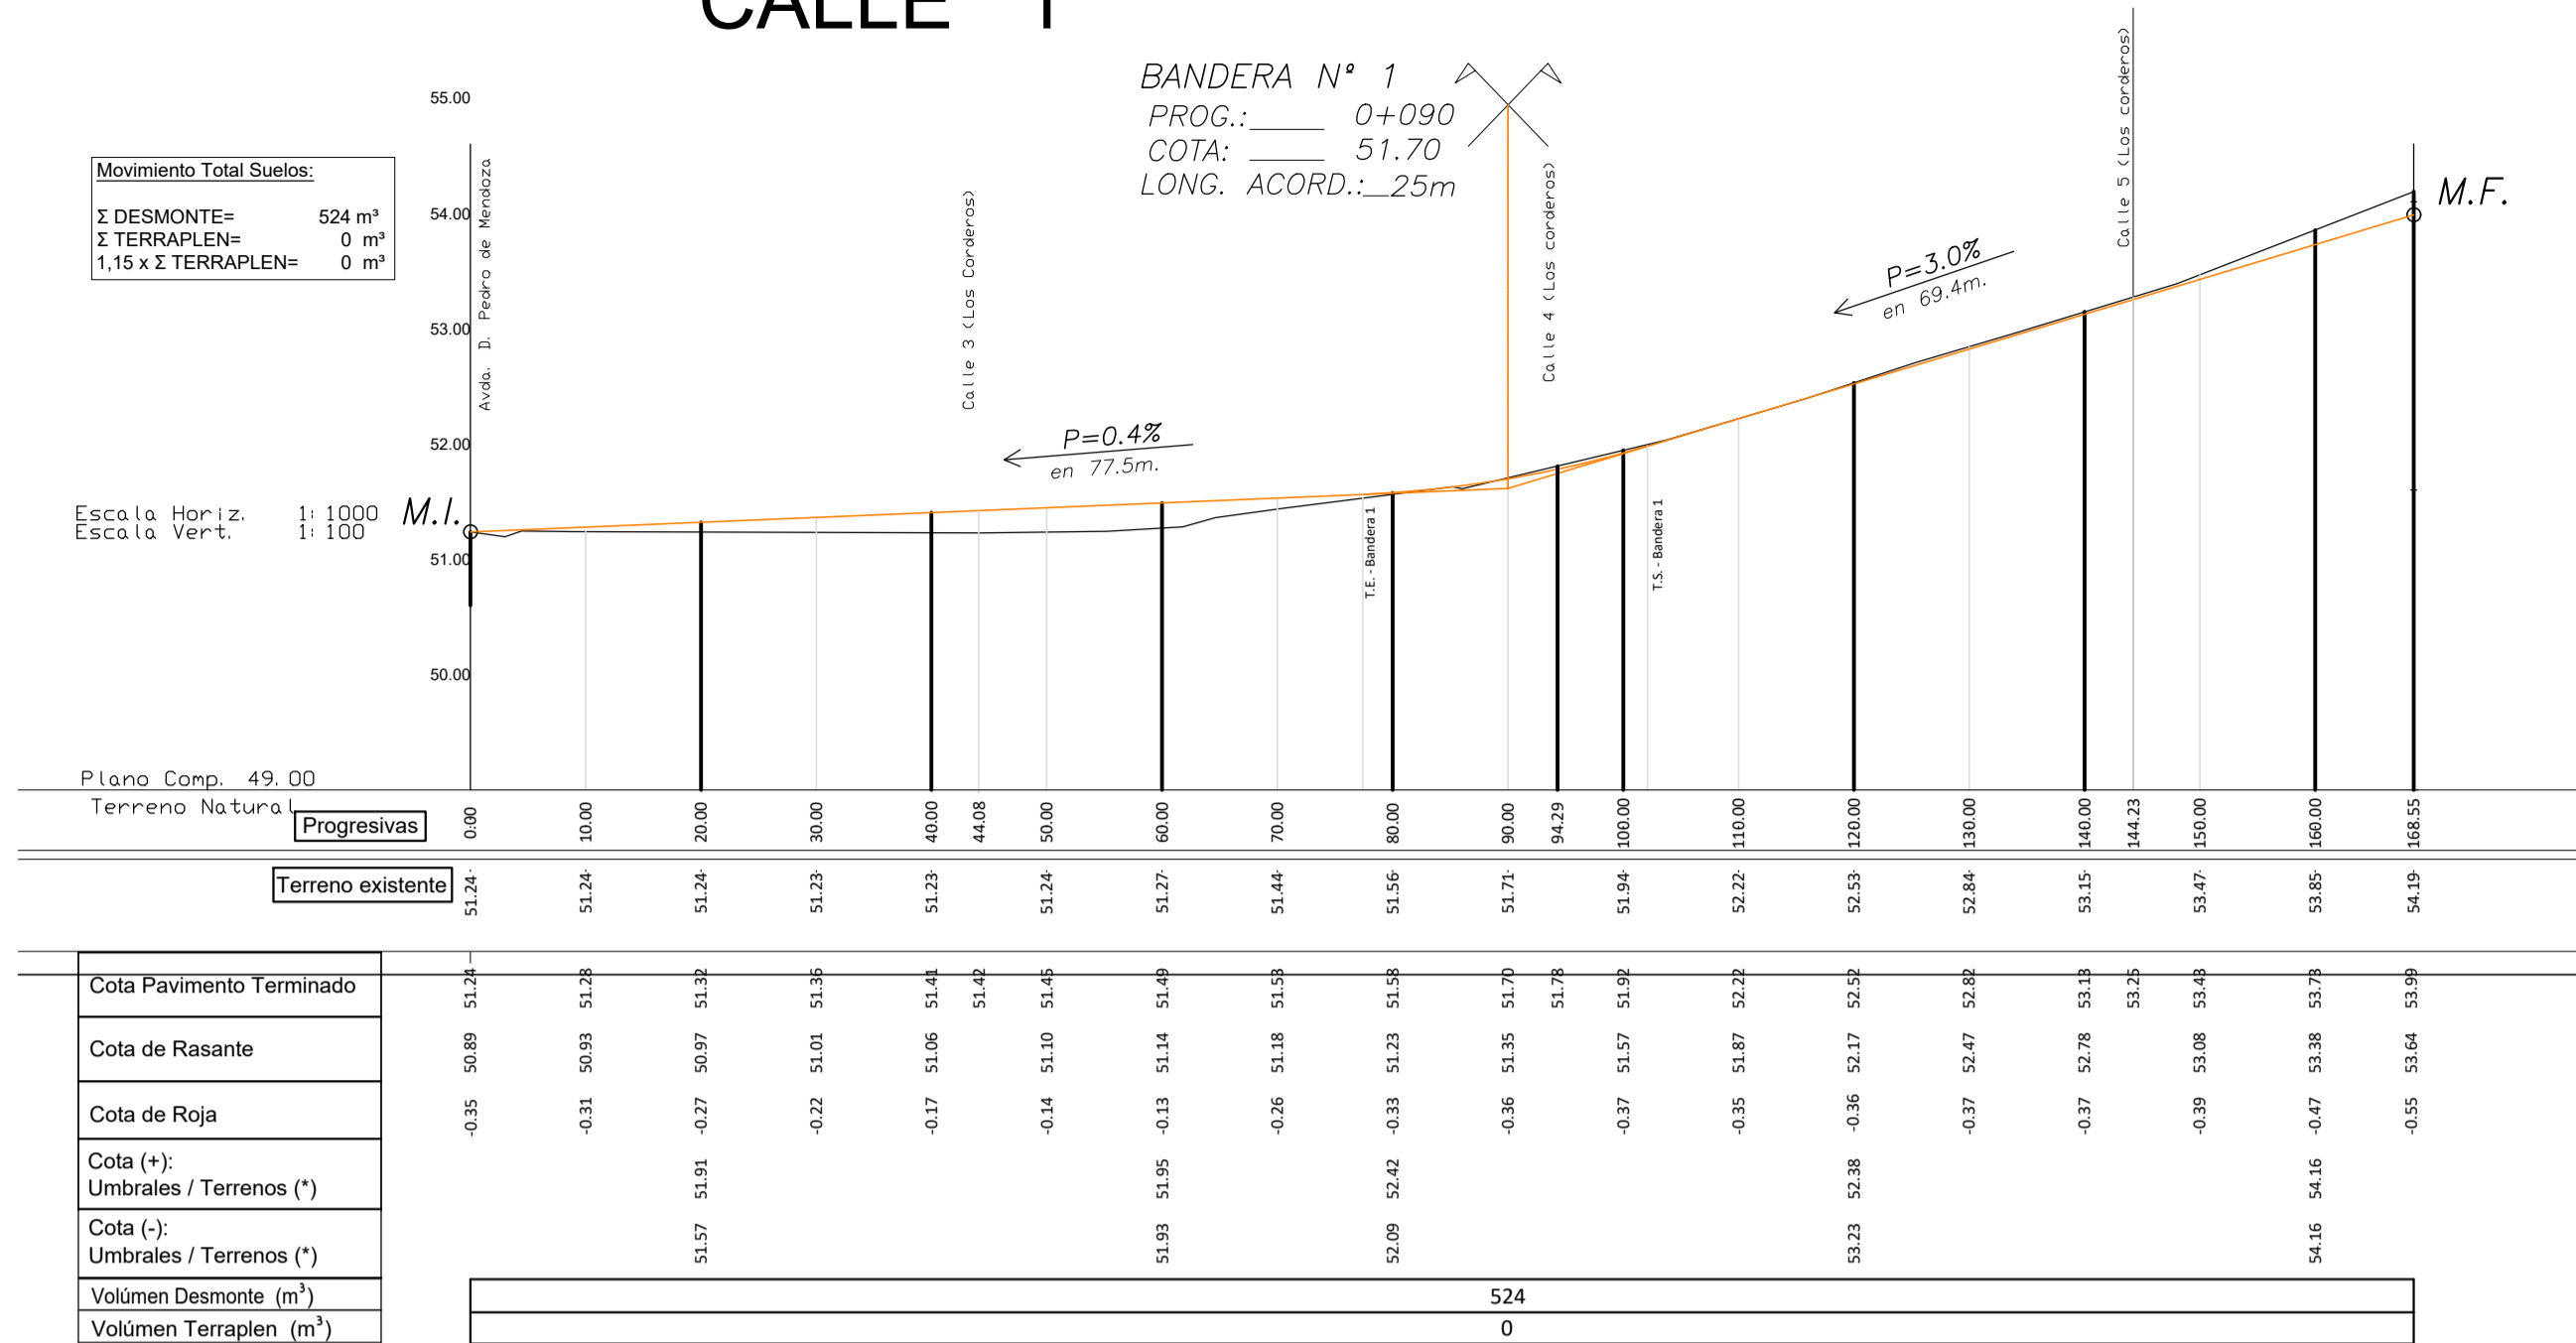 CALLE 1
BANDERA Nº 1
PROG.:____ 0+090
COTA: ____ 51.70
LONG. ACORD.:__25m
55.00
54.00
53.00
52.00
51.00
50.00
Movimiento Total Suelos:
Σ DESMONTE= 524 m³
Σ TERRAPLEN= 0 m³
1,15 x Σ TERRAPLEN= 0 m³
Avda. D. Pedro de Mendoza
Calle 3 (Los Corderos)
Calle 4 (Los corderos)
Calle 5 (Los corderos)
M.F.
P=3.0%
en 69.4m.
P=0.4%
en 77.5m.
Escala Horiz. 1: 1000
Escala Vert. 1: 100
M.I.
T.E. - Bandera 1
T.S. - Bandera 1
Plano Comp. 49.00
Terreno Natural
Progresivas
0.00 10.00 20.00 30.00 40.00 44.08 50.00 60.00 70.00 80.00 90.00 94.29 100.00 110.00 120.00 130.00 140.00 144.23 150.00 160.00 168.55
Terreno existente
51.24 51.24 51.24 51.23 51.23 51.24 51.27 51.44 51.56 51.71 51.94 52.22 52.53 52.84 53.15 53.47 53.85 54.19
Cota Pavimento Terminado
51.24 51.28 51.32 51.36 51.41 51.42 51.45 51.49 51.53 51.58 51.70 51.78 51.92 52.22 52.52 52.82 53.13 53.25 53.43 53.73 53.99
Cota de Rasante
50.89 50.93 50.97 51.01 51.06 51.10 51.14 51.18 51.23 51.35 51.57 51.87 52.17 52.47 52.78 53.08 53.38 53.64
Cota de Roja
-0.35 -0.31 -0.27 -0.22 -0.17 -0.14 -0.13 -0.26 -0.33 -0.36 -0.37 -0.35 -0.36 -0.37 -0.37 -0.39 -0.47 -0.55
Cota (+):
Umbrales / Terrenos (*)
51.91 51.95 52.42 52.38 54.16
Cota (-):
Umbrales / Terrenos (*)
51.57 51.93 52.09 53.23 54.16
Volúmen Desmonte (m³)
524
Volúmen Terraplen (m³)
0